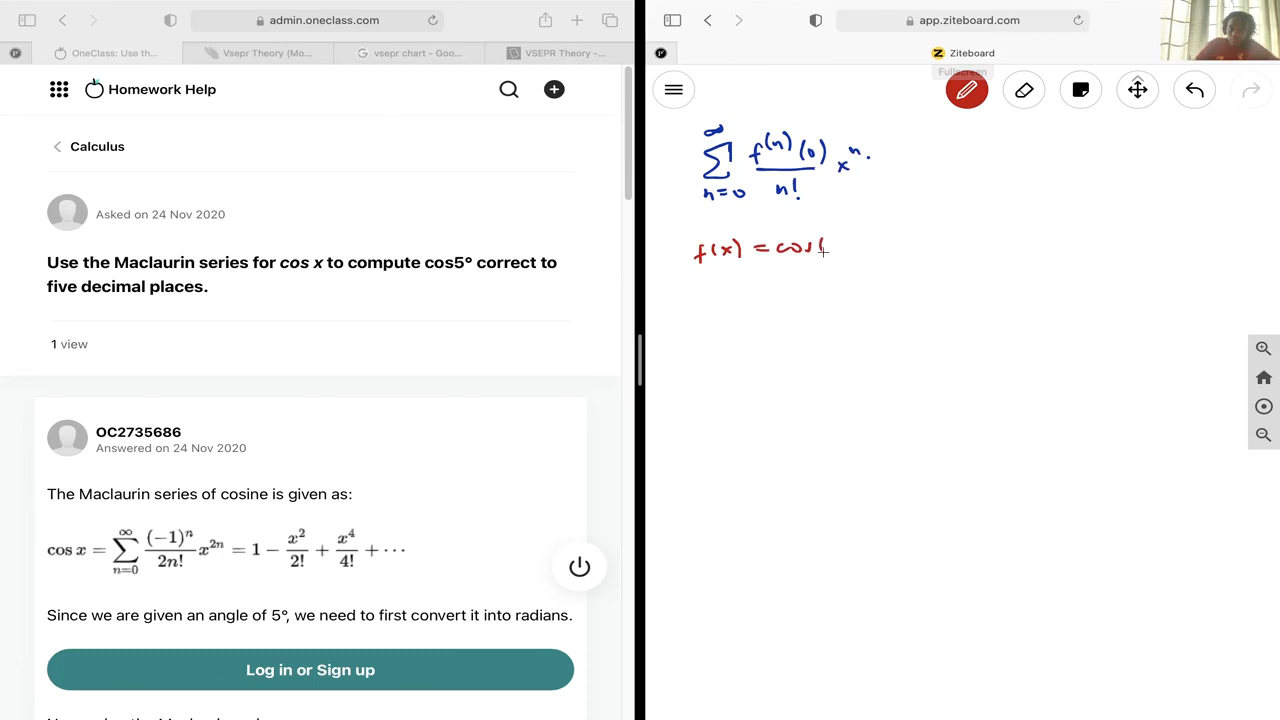 admin.oneclass.com
app.ziteboard.com
OneClass: Use th...
Vsepr Theory (Mo...
vsepr chart - Goo...
VSEPR Theory -...
Ziteboard
Fullscreen
Homework Help
Calculus
Asked on 24 Nov 2020
Use the Maclaurin series for cos x to compute cos5° correct to
five decimal places.
1 view
OC2735686
Answered on 24 Nov 2020
The Maclaurin series of cosine is given as:
cos x = ∑_{n=0}^{∞} (-1)^n / 2n! x^{2n} = 1 - x^2/2! + x^4/4! + ···
Since we are given an angle of 5°, we need to first convert it into radians.
Log in or Sign up
∑_{n=0}^{∞} f^{(n)}(0) / n! x^n.
f(x) = cos(